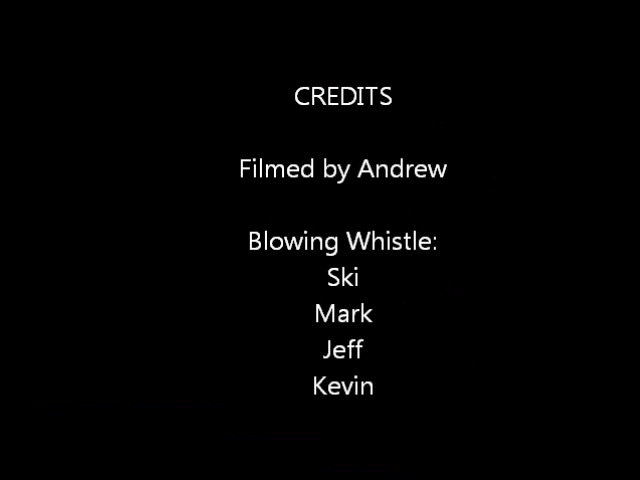 CREDITS
Filmed by Andrew
Blowing Whistle:
Ski
Mark
Jeff
Kevin